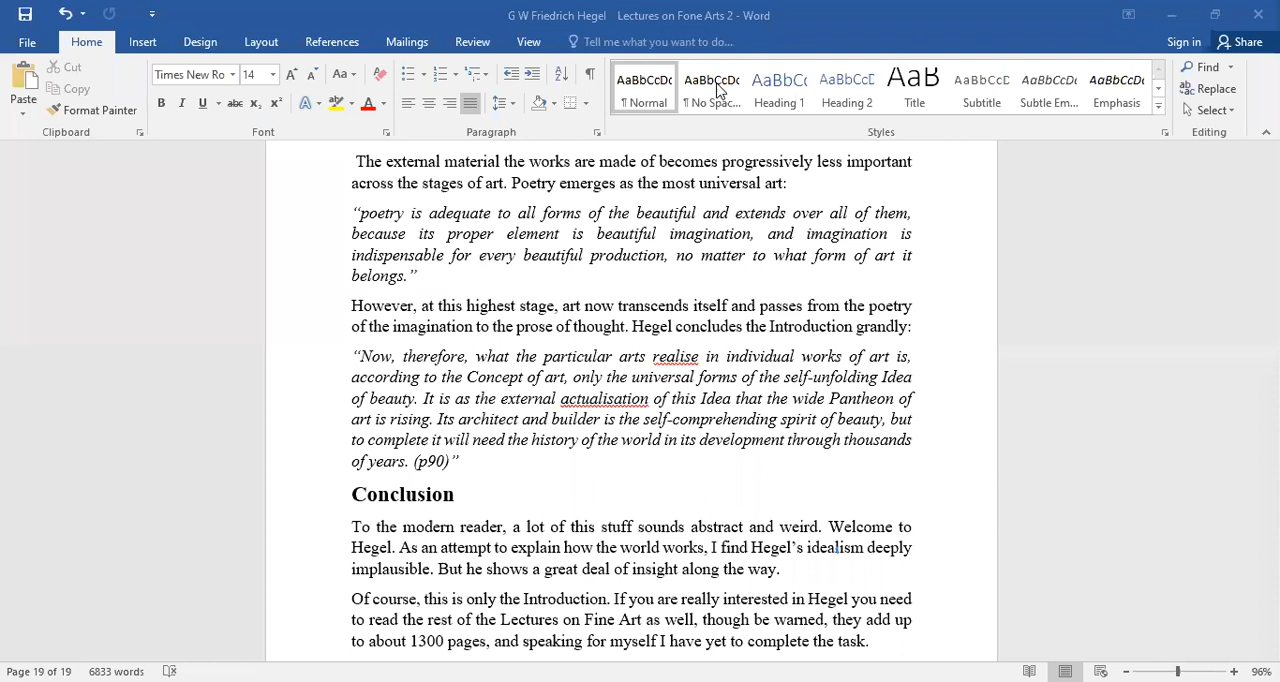 G W Friedrich Hegel Lectures on Fone Arts 2 - Word
File Home Insert Design Layout References Mailings Review View Tell me what you want to do... Sign in Share
Cut
Copy
Format Painter
Paste
Times New Ro 14
AaBbCcDc AaBbCcDc AaBbCc AaBbCcE AaB AaBbCcD AaBbCcDc AaBbCcDc
¶ Normal ¶ No Spac... Heading 1 Heading 2 Title Subtitle Subtle Em... Emphasis
Find
Replace
Select
Clipboard Font Paragraph Styles Editing
The external material the works are made of becomes progressively less important
across the stages of art. Poetry emerges as the most universal art:
“poetry is adequate to all forms of the beautiful and extends over all of them,
because its proper element is beautiful imagination, and imagination is
indispensable for every beautiful production, no matter to what form of art it
belongs.”
However, at this highest stage, art now transcends itself and passes from the poetry
of the imagination to the prose of thought. Hegel concludes the Introduction grandly:
“Now, therefore, what the particular arts realise in individual works of art is,
according to the Concept of art, only the universal forms of the self-unfolding Idea
of beauty. It is as the external actualisation of this Idea that the wide Pantheon of
art is rising. Its architect and builder is the self-comprehending spirit of beauty, but
to complete it will need the history of the world in its development through thousands
of years. (p90)”
Conclusion
To the modern reader, a lot of this stuff sounds abstract and weird. Welcome to
Hegel. As an attempt to explain how the world works, I find Hegel’s idealism deeply
implausible. But he shows a great deal of insight along the way.
Of course, this is only the Introduction. If you are really interested in Hegel you need
to read the rest of the Lectures on Fine Art as well, though be warned, they add up
to about 1300 pages, and speaking for myself I have yet to complete the task.
Page 19 of 19 6833 words 96%